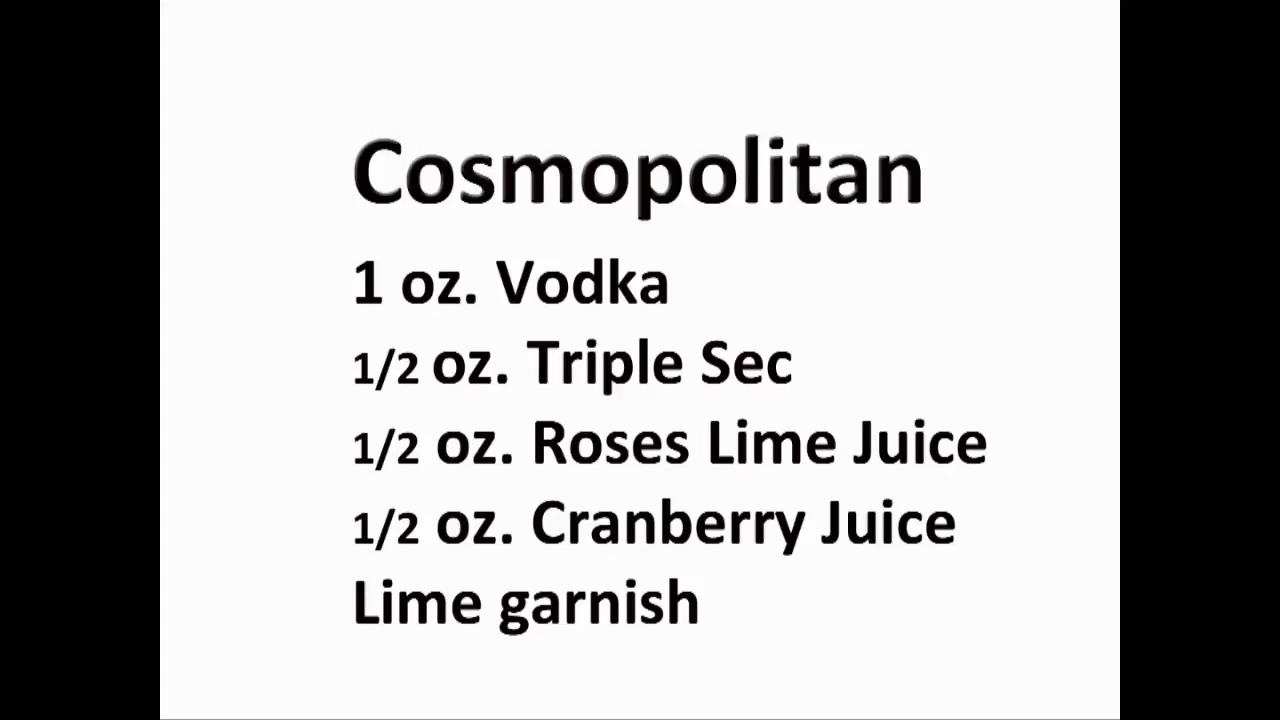 Cosmopolitan
1 oz. Vodka
1/2 oz. Triple Sec
1/2 oz. Roses Lime Juice
1/2 oz. Cranberry Juice
Lime garnish